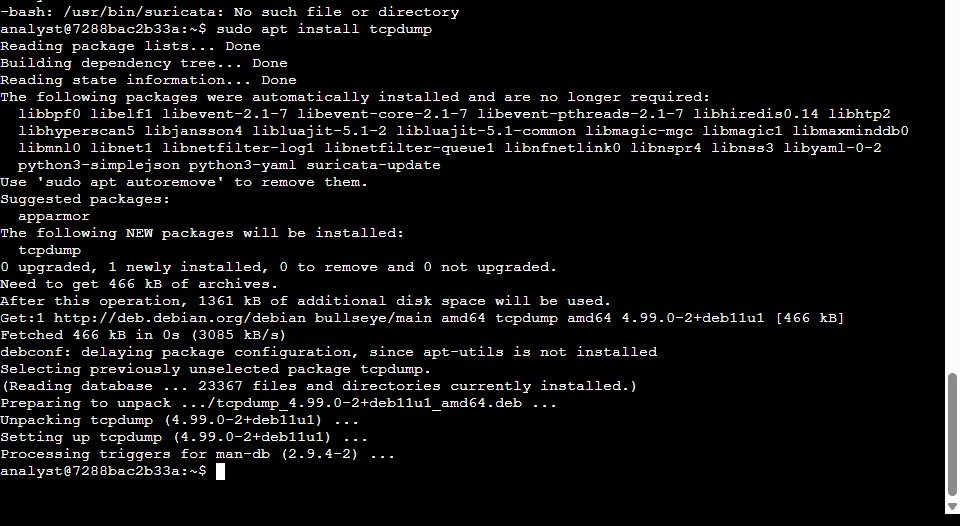 -bash: /usr/bin/suricata: No such file or directory
analyst@7288bac2b33a:~$ sudo apt install tcpdump
Reading package lists... Done
Building dependency tree... Done
Reading state information... Done
The following packages were automatically installed and are no longer required:
  libbpf0 libelf1 libevent-2.1-7 libevent-core-2.1-7 libevent-pthreads-2.1-7 libhiredis0.14 libhtp2
  libhyperscan5 libjansson4 libluajit-5.1-2 libluajit-5.1-common libmagic-mgc libmagic1 libmaxminddb0
  libmnl0 libnet1 libnetfilter-log1 libnetfilter-queue1 libnfnetlink0 libnspr4 libnss3 libyaml-0-2
  python3-simplejson python3-yaml suricata-update
Use 'sudo apt autoremove' to remove them.
Suggested packages:
  apparmor
The following NEW packages will be installed:
  tcpdump
0 upgraded, 1 newly installed, 0 to remove and 0 not upgraded.
Need to get 466 kB of archives.
After this operation, 1361 kB of additional disk space will be used.
Get:1 http://deb.debian.org/debian bullseye/main amd64 tcpdump amd64 4.99.0-2+deb11u1 [466 kB]
Fetched 466 kB in 0s (3085 kB/s)
debconf: delaying package configuration, since apt-utils is not installed
Selecting previously unselected package tcpdump.
(Reading database ... 23367 files and directories currently installed.)
Preparing to unpack .../tcpdump_4.99.0-2+deb11u1_amd64.deb ...
Unpacking tcpdump (4.99.0-2+deb11u1) ...
Setting up tcpdump (4.99.0-2+deb11u1) ...
Processing triggers for man-db (2.9.4-2) ...
analyst@7288bac2b33a:~$